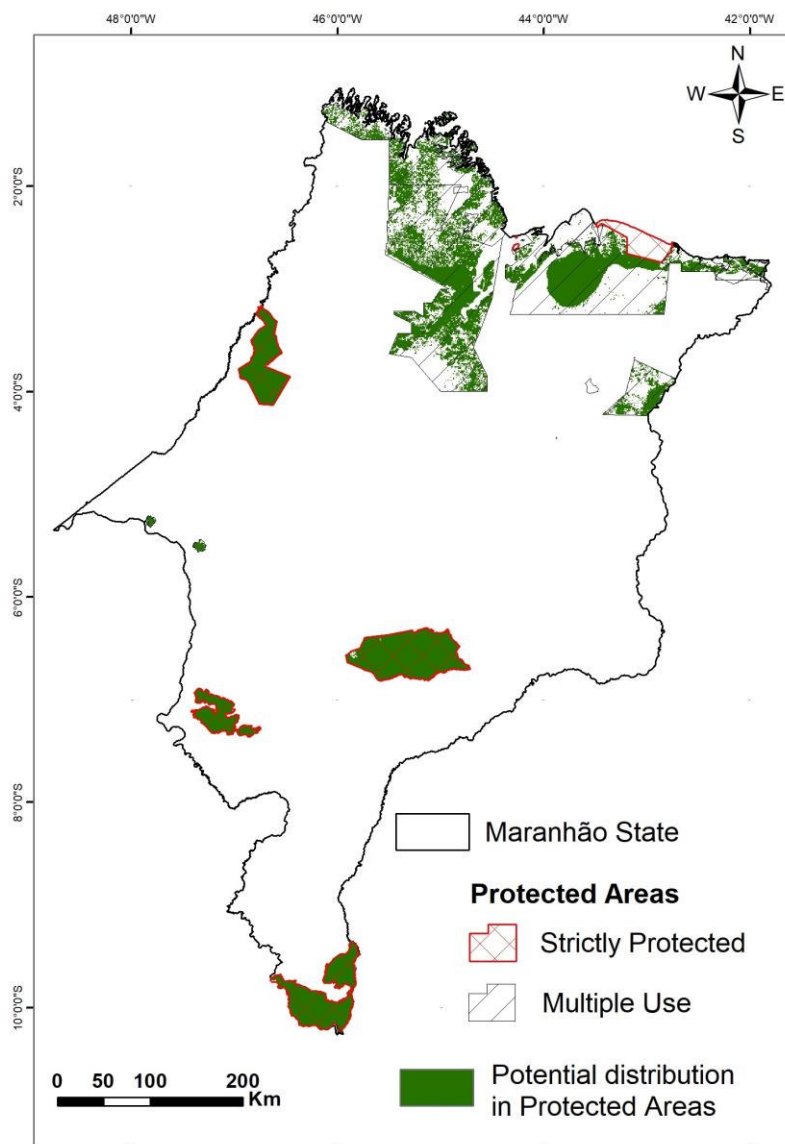 48°0'0"W 46°0'0"W 44°0'0"W 42°0'0"W
N
W E
S
2°0'0"S
4°0'0"S
6°0'0"S
8°0'0"S
10°0'0"S
Maranhão State
Protected Areas
Strictly Protected
Multiple Use
Potential distribution
in Protected Areas
0 50 100 200
Km